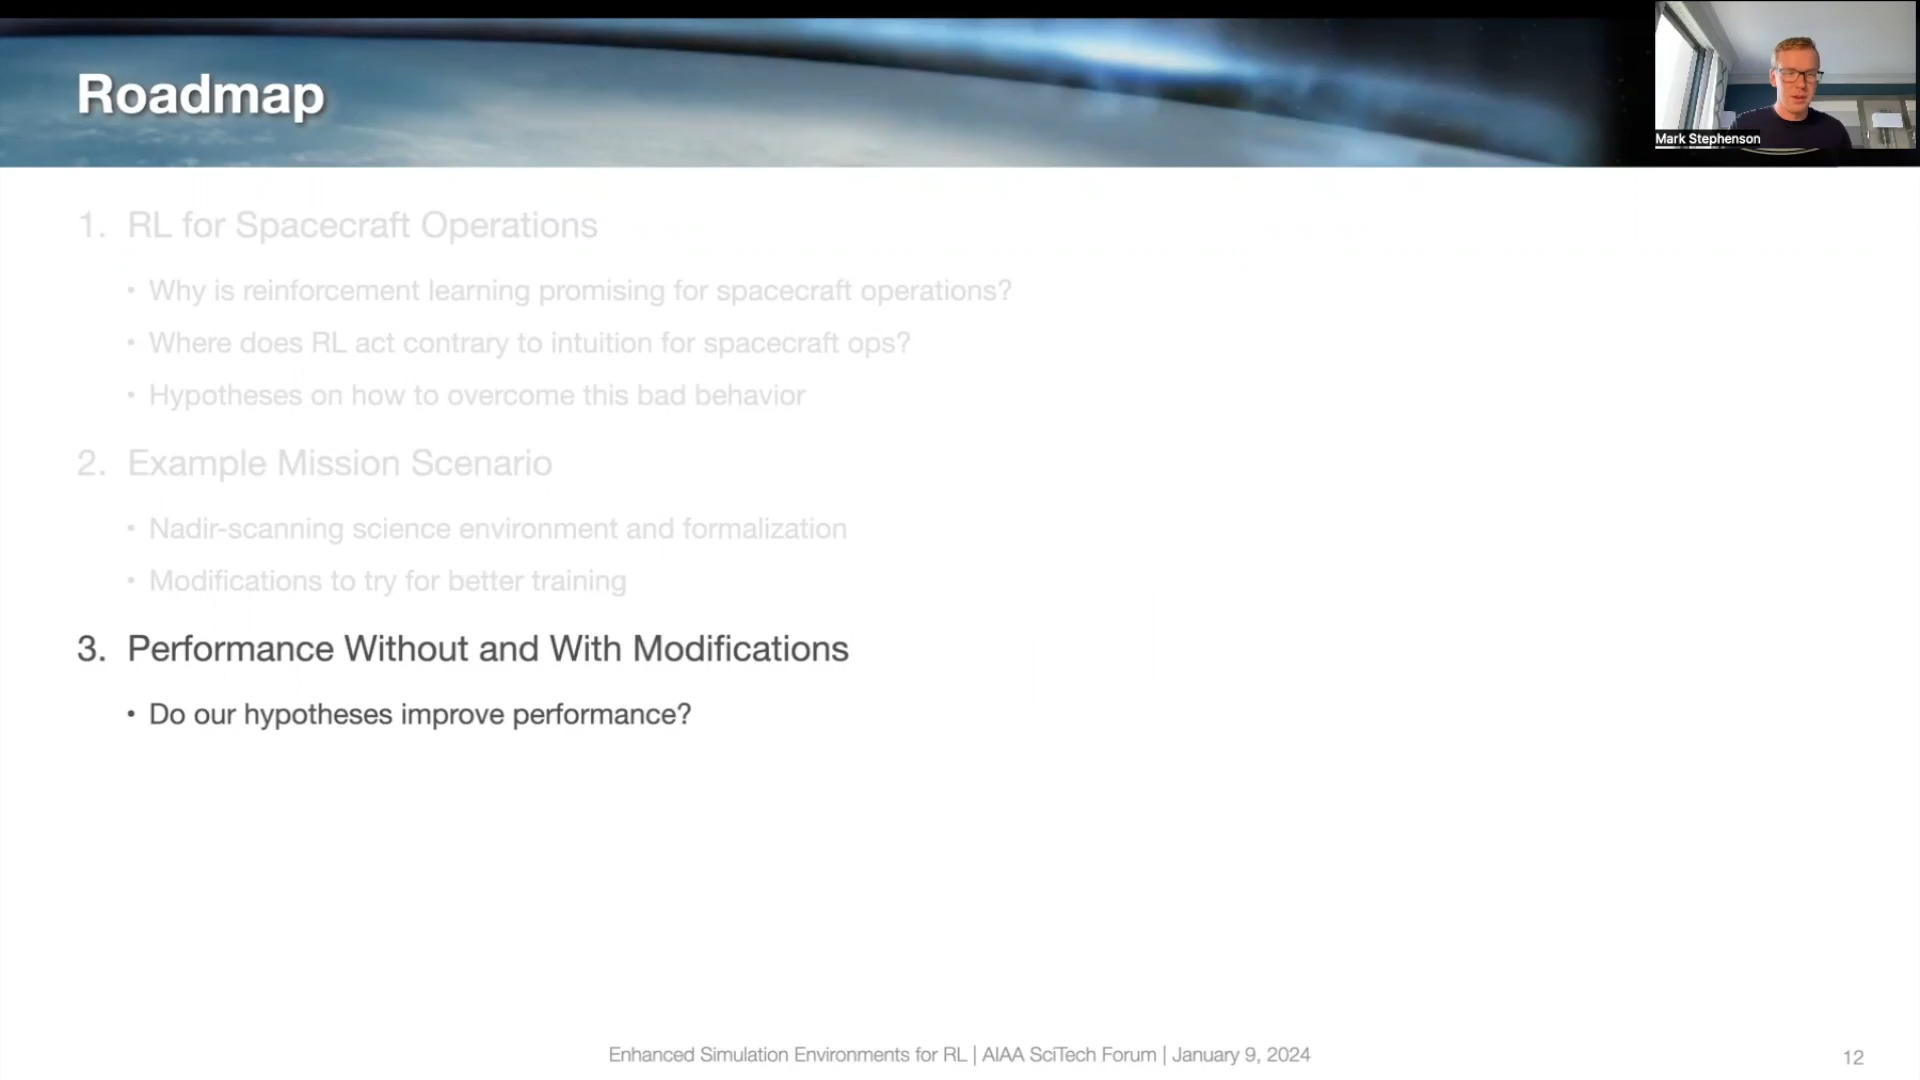 Roadmap
Mark Stephenson
1. RL for Spacecraft Operations
• Why is reinforcement learning promising for spacecraft operations?
• Where does RL act contrary to intuition for spacecraft ops?
• Hypotheses on how to overcome this bad behavior
2. Example Mission Scenario
• Nadir-scanning science environment and formalization
• Modifications to try for better training
3. Performance Without and With Modifications
• Do our hypotheses improve performance?
Enhanced Simulation Environments for RL | AIAA SciTech Forum | January 9, 2024
12